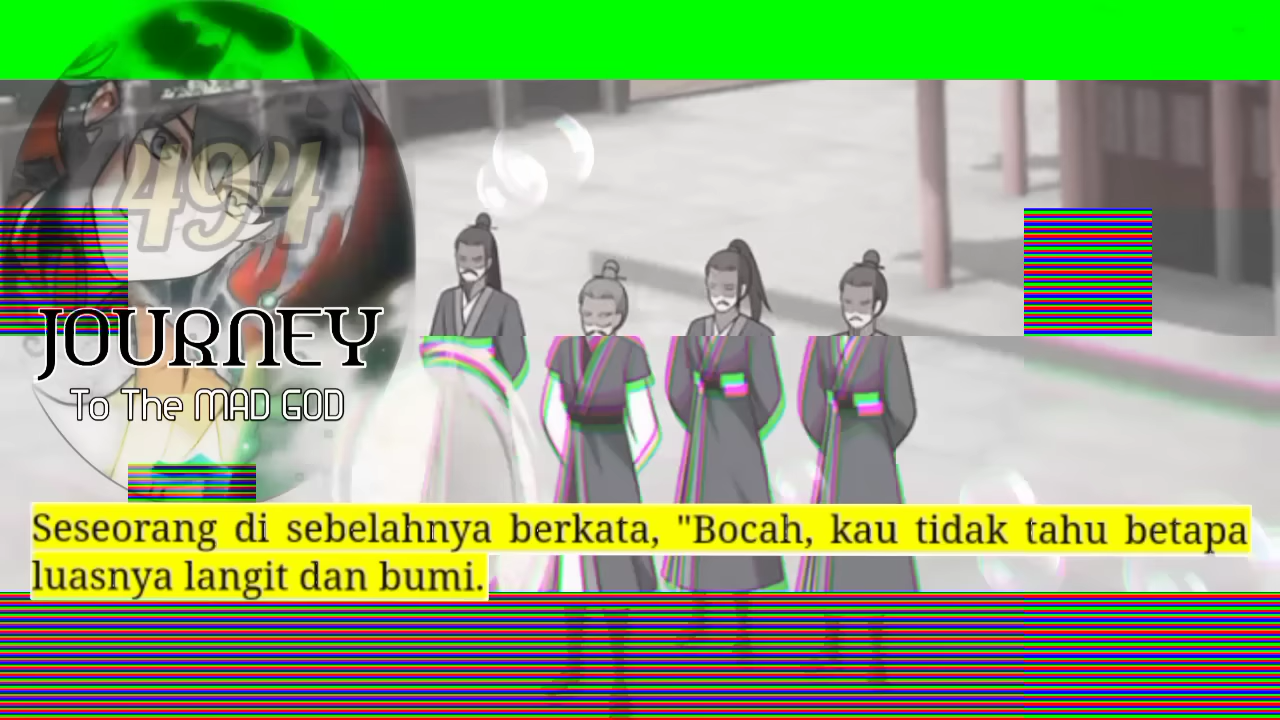 494
JOURNEY
To The MAD GOD
Seseorang di sebelahnya berkata, "Bocah, kau tidak tahu betapa
luasnya langit dan bumi.